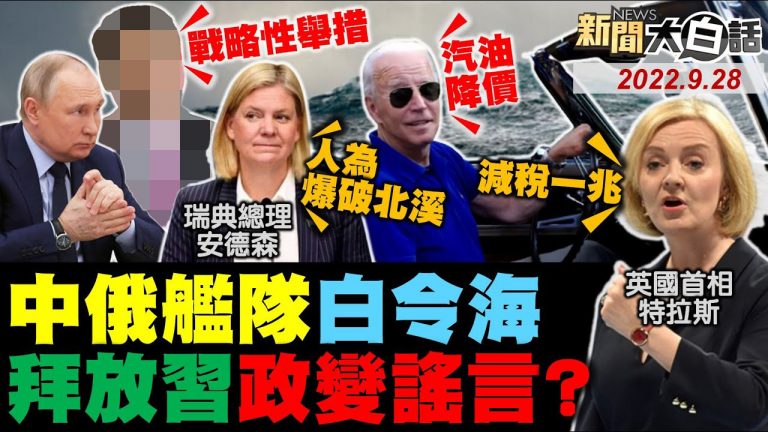 NEWS
新聞大白話
2022.9.28
戰略性舉措
汽油
降價
人為
爆破北溪
減稅一兆
瑞典總理
安德森
英國首相
特拉斯
中俄艦隊白令海
拜放習政變謠言?